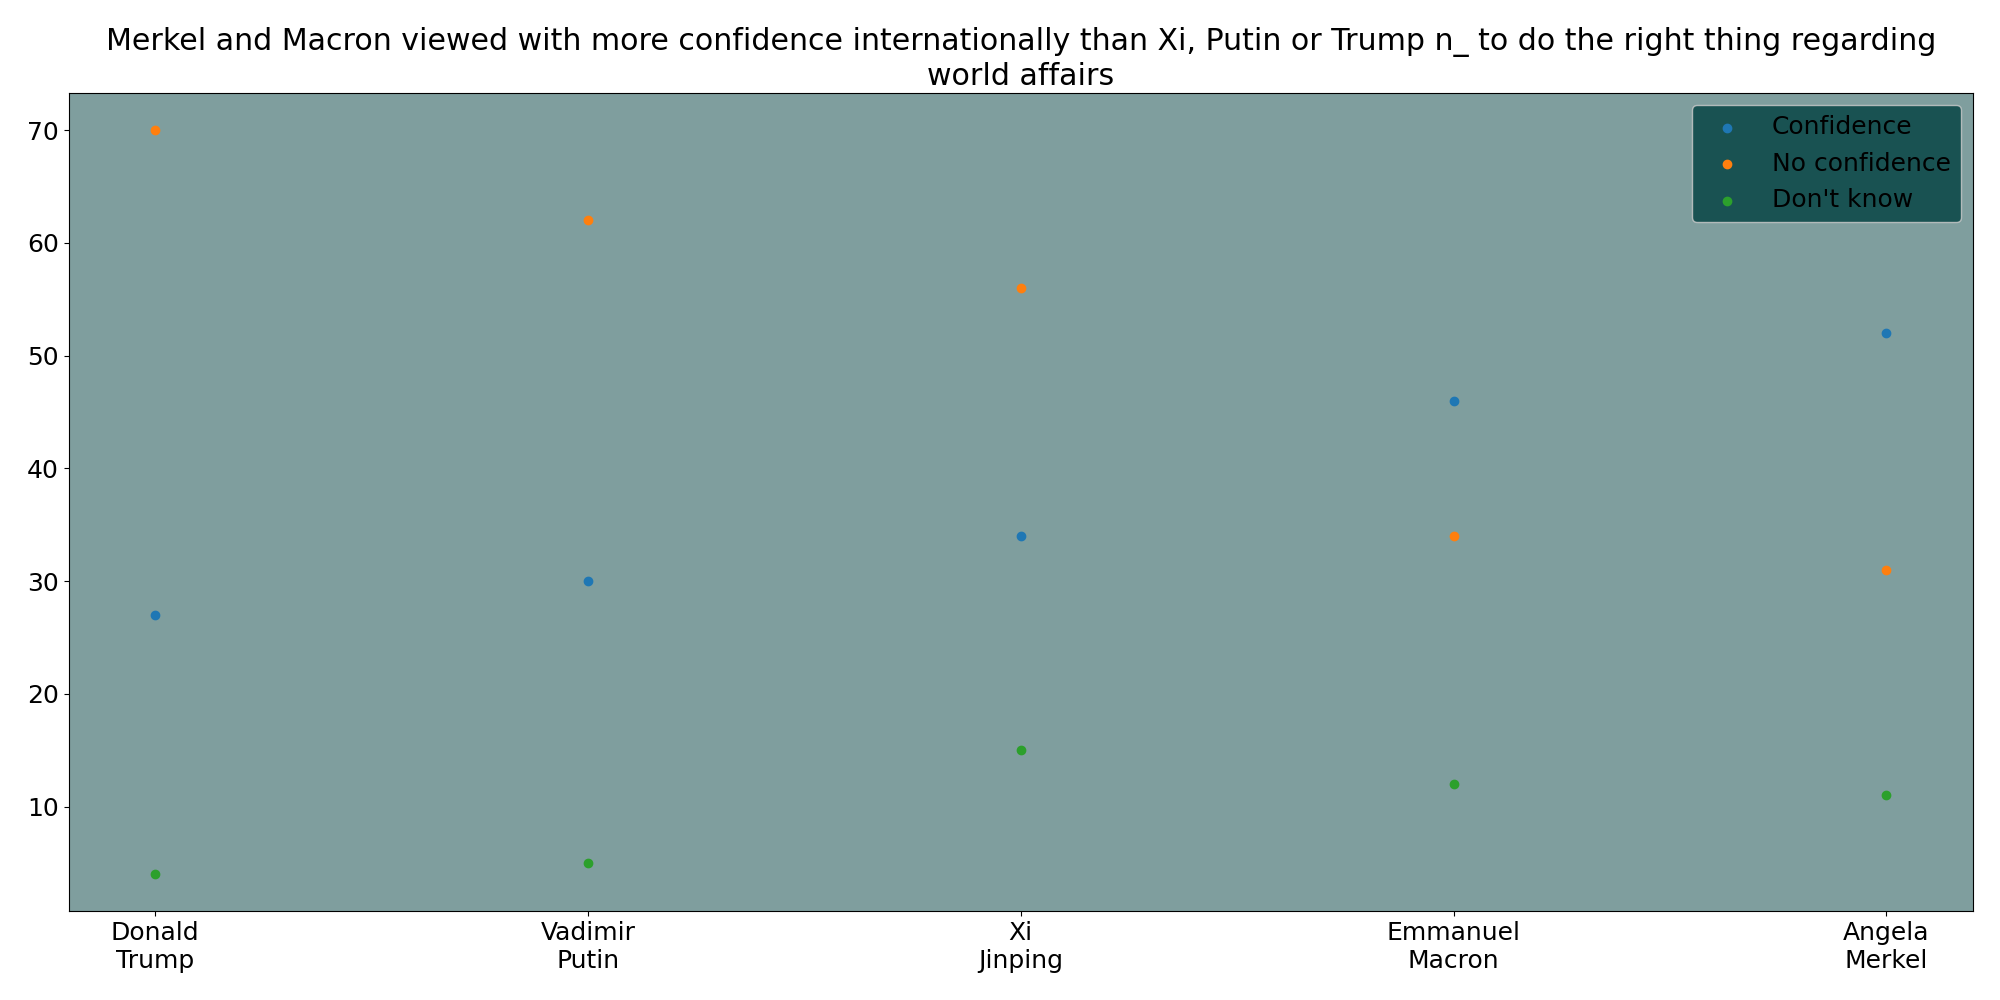 Merkel and Macron viewed with more confidence internationally than Xi, Putin or Trump n_ to do the right thing regarding
world affairs
70
60
50
40
30
20
10
Confidence
No confidence
Don't know
Donald
Trump
Vadimir
Putin
Xi
Jinping
Emmanuel
Macron
Angela
Merkel